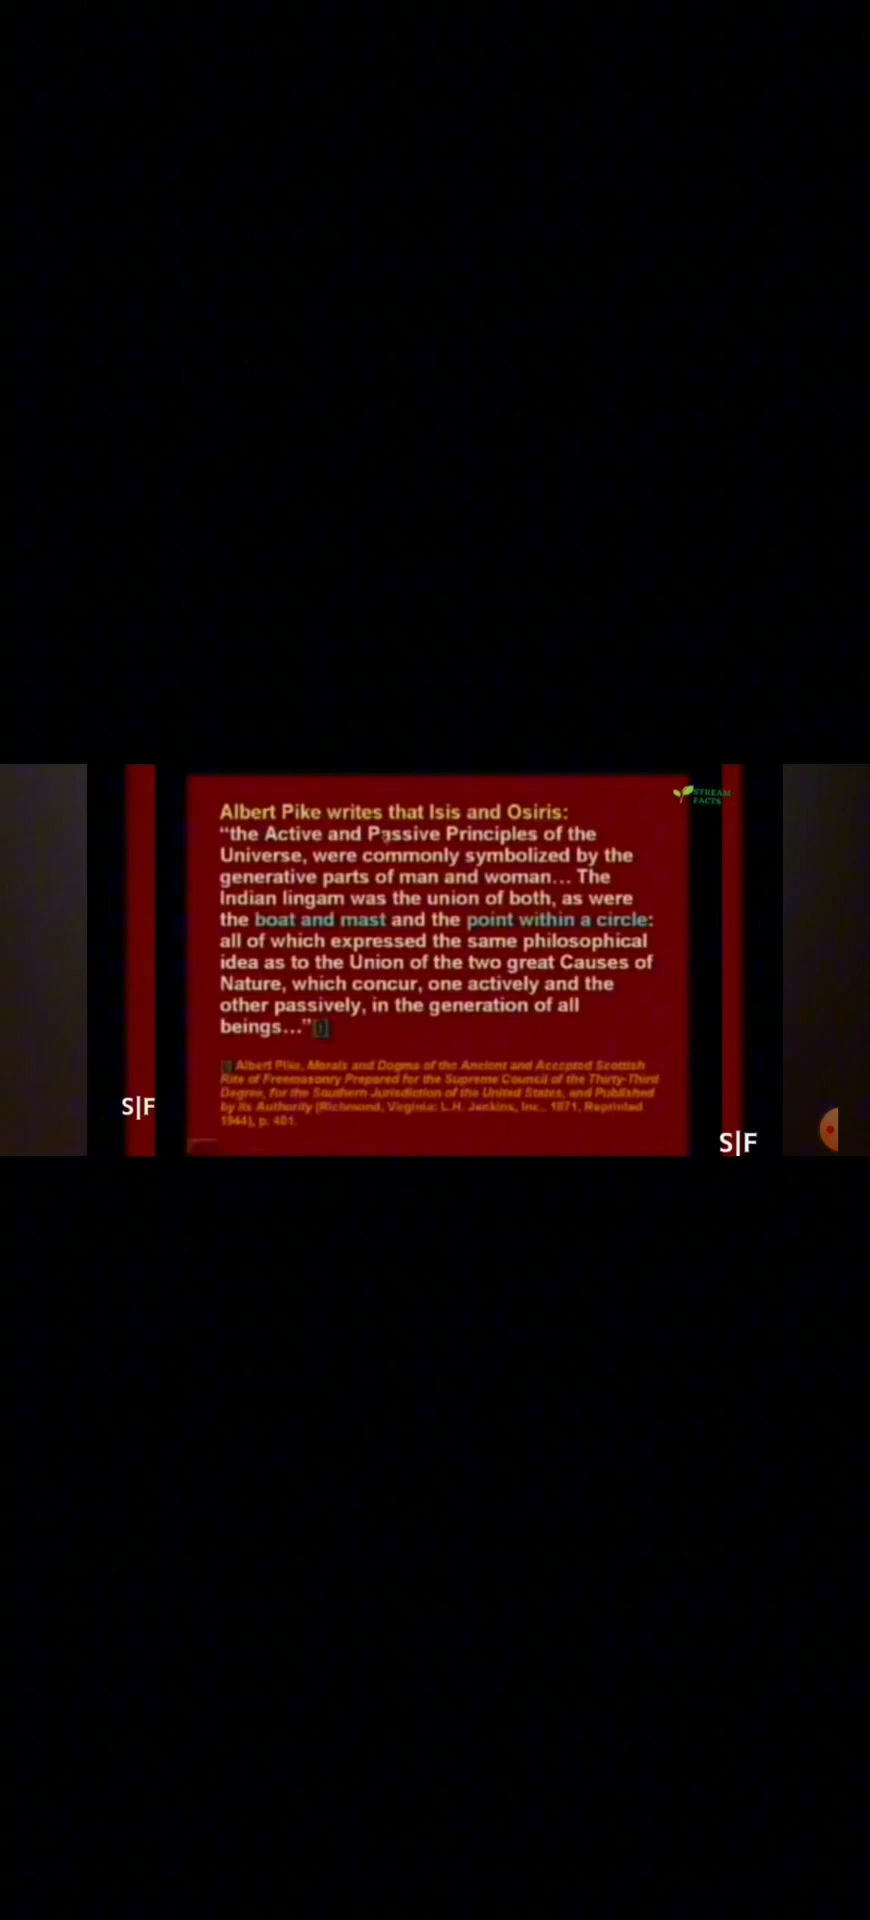 STREAM
FACTS
Albert Pike writes that Isis and Osiris:
“the Active and Passive Principles of the
Universe, were commonly symbolized by the
generative parts of man and woman... The
Indian lingam was the union of both, as were
the boat and mast and the point within a circle:
all of which expressed the same philosophical
idea as to the Union of the two great Causes of
Nature, which concur, one actively and the
other passively, in the generation of all
beings...”
Albert Pike, Morals and Dogma of the Ancient and Accepted Scottish
Rite of Freemasonry Prepared for the Supreme Council of the Thirty-Third
Degree, for the Southern Jurisdiction of the United States, and Published
by its Authority (Richmond, Virginia: L.H. Jenkins, Inc., 1871, Reprinted
1944), p. 401.
S|F
S|F